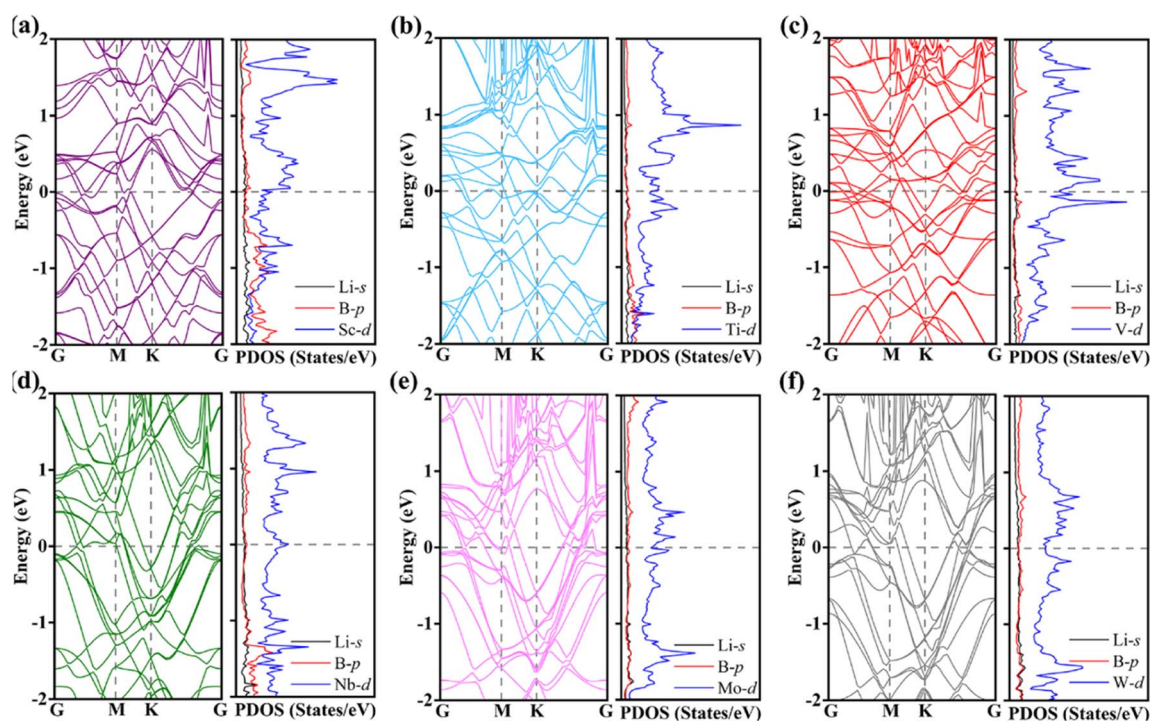 (a)
2
1
0
-1
-2
Energy (eV)
G M K G
Li-s
B-p
Sc-d
PDOS (States/eV)
(b)
2
1
0
-1
-2
Energy (eV)
G M K G
Li-s
B-p
Ti-d
PDOS (States/eV)
(c)
2
1
0
-1
-2
Energy (eV)
G M K G
Li-s
B-p
V-d
PDOS (States/eV)
(d)
2
1
0
-1
-2
Energy (eV)
G M K G
Li-s
B-p
Nb-d
PDOS (States/eV)
(e)
2
1
0
-1
-2
Energy (eV)
G M K G
Li-s
B-p
Mo-d
PDOS (States/eV)
(f)
2
1
0
-1
-2
Energy (eV)
G M K G
Li-s
B-p
W-d
PDOS (States/eV)